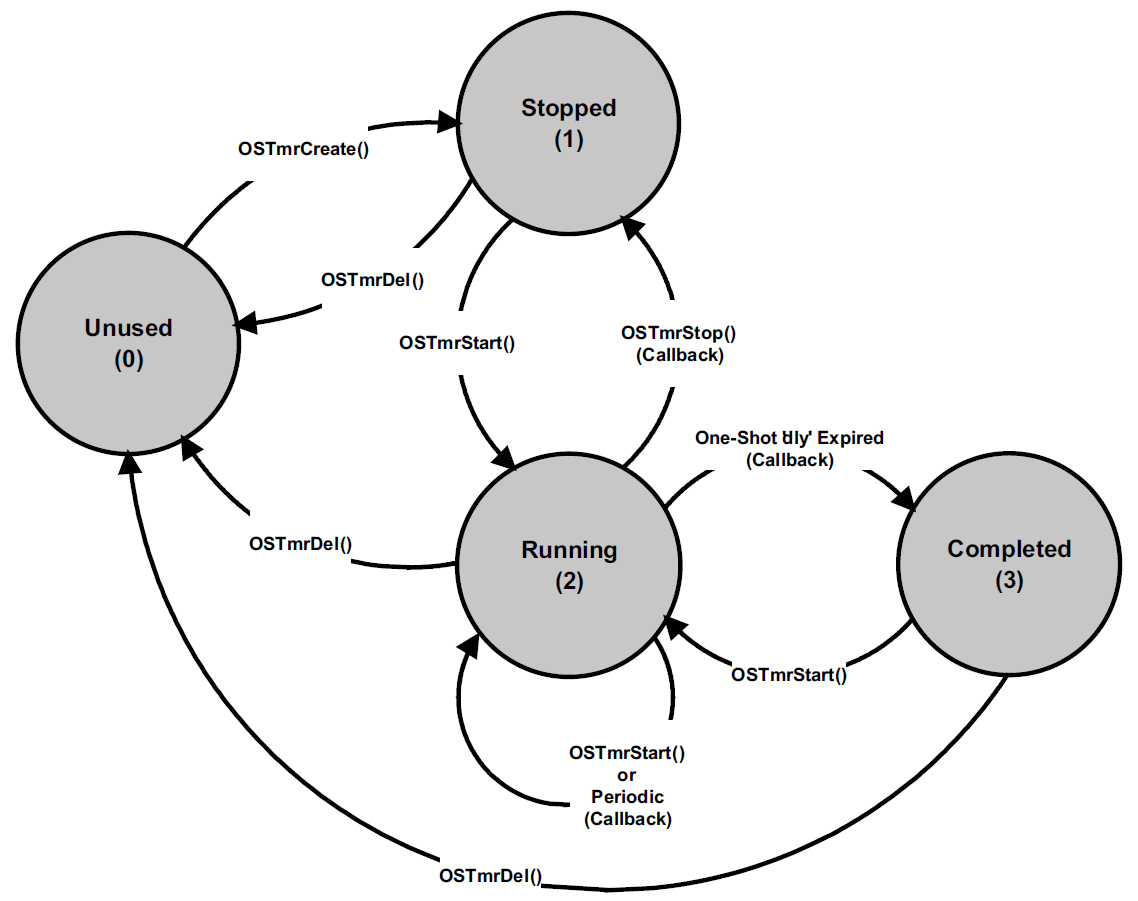 Stopped
(1)
OSTmrCreate()
OSTmrDel()
Unused
(0)
OSTmrStart()
OSTmrStop()
(Callback)
One-Shot 'dly' Expired
(Callback)
OSTmrDel()
Running
(2)
Completed
(3)
OSTmrStart()
OSTmrStart()
or
Periodic
(Callback)
OSTmrDel()